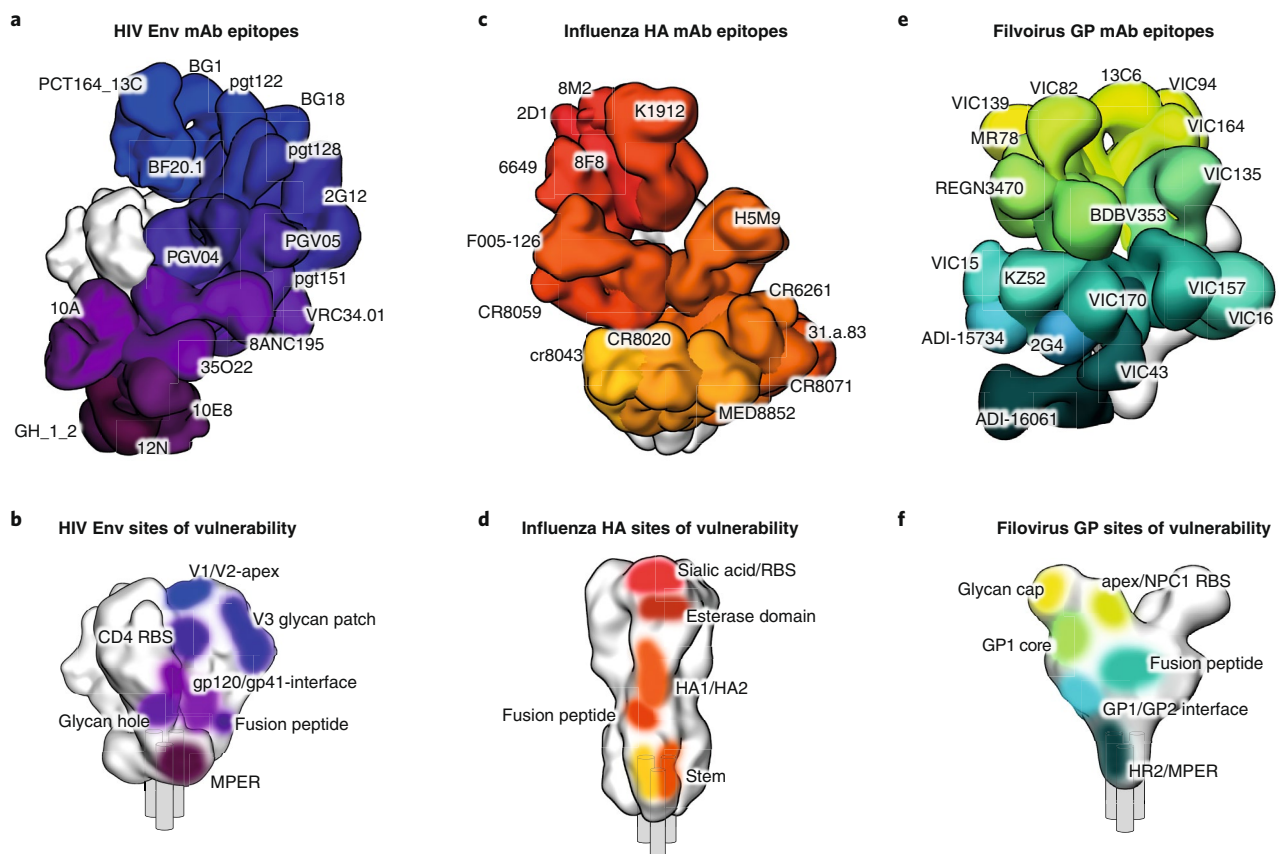 a
HIV Env mAb epitopes
PCT164_13C
BG1
pgt122
BG18
BF20.1
pgt128
2G12
PGV04
PGV05
pgt151
10A
VRC34.01
8ANC195
35O22
10E8
GH_1_2
12N
c
Influenza HA mAb epitopes
8M2
2D1
K1912
6649
8F8
H5M9
F005-126
CR6261
CR8059
31.a.83
cr8043
CR8020
CR8071
MED8852
e
Filvoirus GP mAb epitopes
VIC139
VIC82
13C6
VIC94
MR78
VIC164
REGN3470
VIC135
BDBV353
VIC15
KZ52
VIC170
VIC157
VIC16
ADI-15734
2G4
VIC43
ADI-16061
b
HIV Env sites of vulnerability
V1/V2-apex
CD4 RBS
V3 glycan patch
gp120/gp41-interface
Glycan hole
Fusion peptide
MPER
d
Influenza HA sites of vulnerability
Sialic acid/RBS
Esterase domain
HA1/HA2
Fusion peptide
Stem
f
Filovirus GP sites of vulnerability
Glycan cap
apex/NPC1 RBS
GP1 core
Fusion peptide
GP1/GP2 interface
HR2/MPER